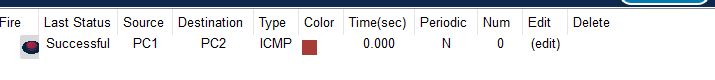 Fire Last Status Source Destination Type Color Time(sec) Periodic Num Edit Delete
Successful PC1 PC2 ICMP 0.000 N 0 (edit)